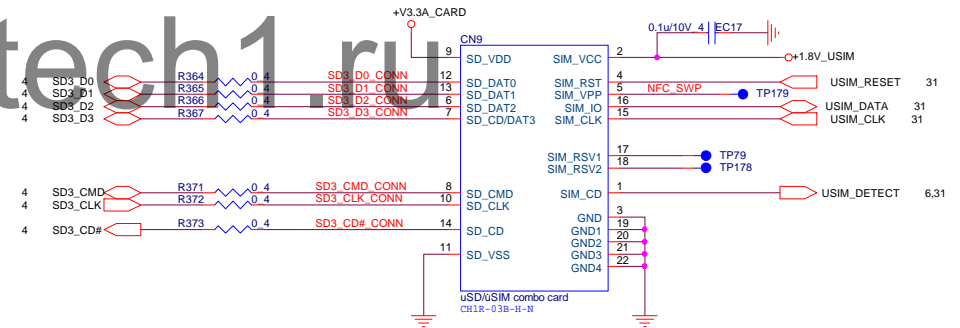 +V3.3A_CARD
tech1.ru
CN9
0.1u/10V_4 EC17
9 SD_VDD SIM_VCC 2 +1.8V_USIM
4 SD3_D0 R364 0_4 SD3_D0_CONN 12 SD_DAT0 SIM_RST 4 USIM_RESET 31
4 SD3_D1 R365 0_4 SD3_D1_CONN 13 SD_DAT1 SIM_VPP 5 NFC_SWP TP179
4 SD3_D2 R366 0_4 SD3_D2_CONN 6 SD_DAT2 SIM_IO 16 USIM_DATA 31
4 SD3_D3 R367 0_4 SD3_D3_CONN 7 SD_CD/DAT3 SIM_CLK 15 USIM_CLK 31
SIM_RSV1 17 TP79
SIM_RSV2 18 TP178
4 SD3_CMD R371 0_4 SD3_CMD_CONN 8 SD_CMD SIM_CD 1 USIM_DETECT 6,31
4 SD3_CLK R372 0_4 SD3_CLK_CONN 10 SD_CLK
GND 3
4 SD3_CD# R373 0_4 SD3_CD#_CONN 14 SD_CD GND1 19
GND2 20
11 SD_VSS GND3 21
GND4 22
uSD/uSIM combo card
CH1R-03B-H-N